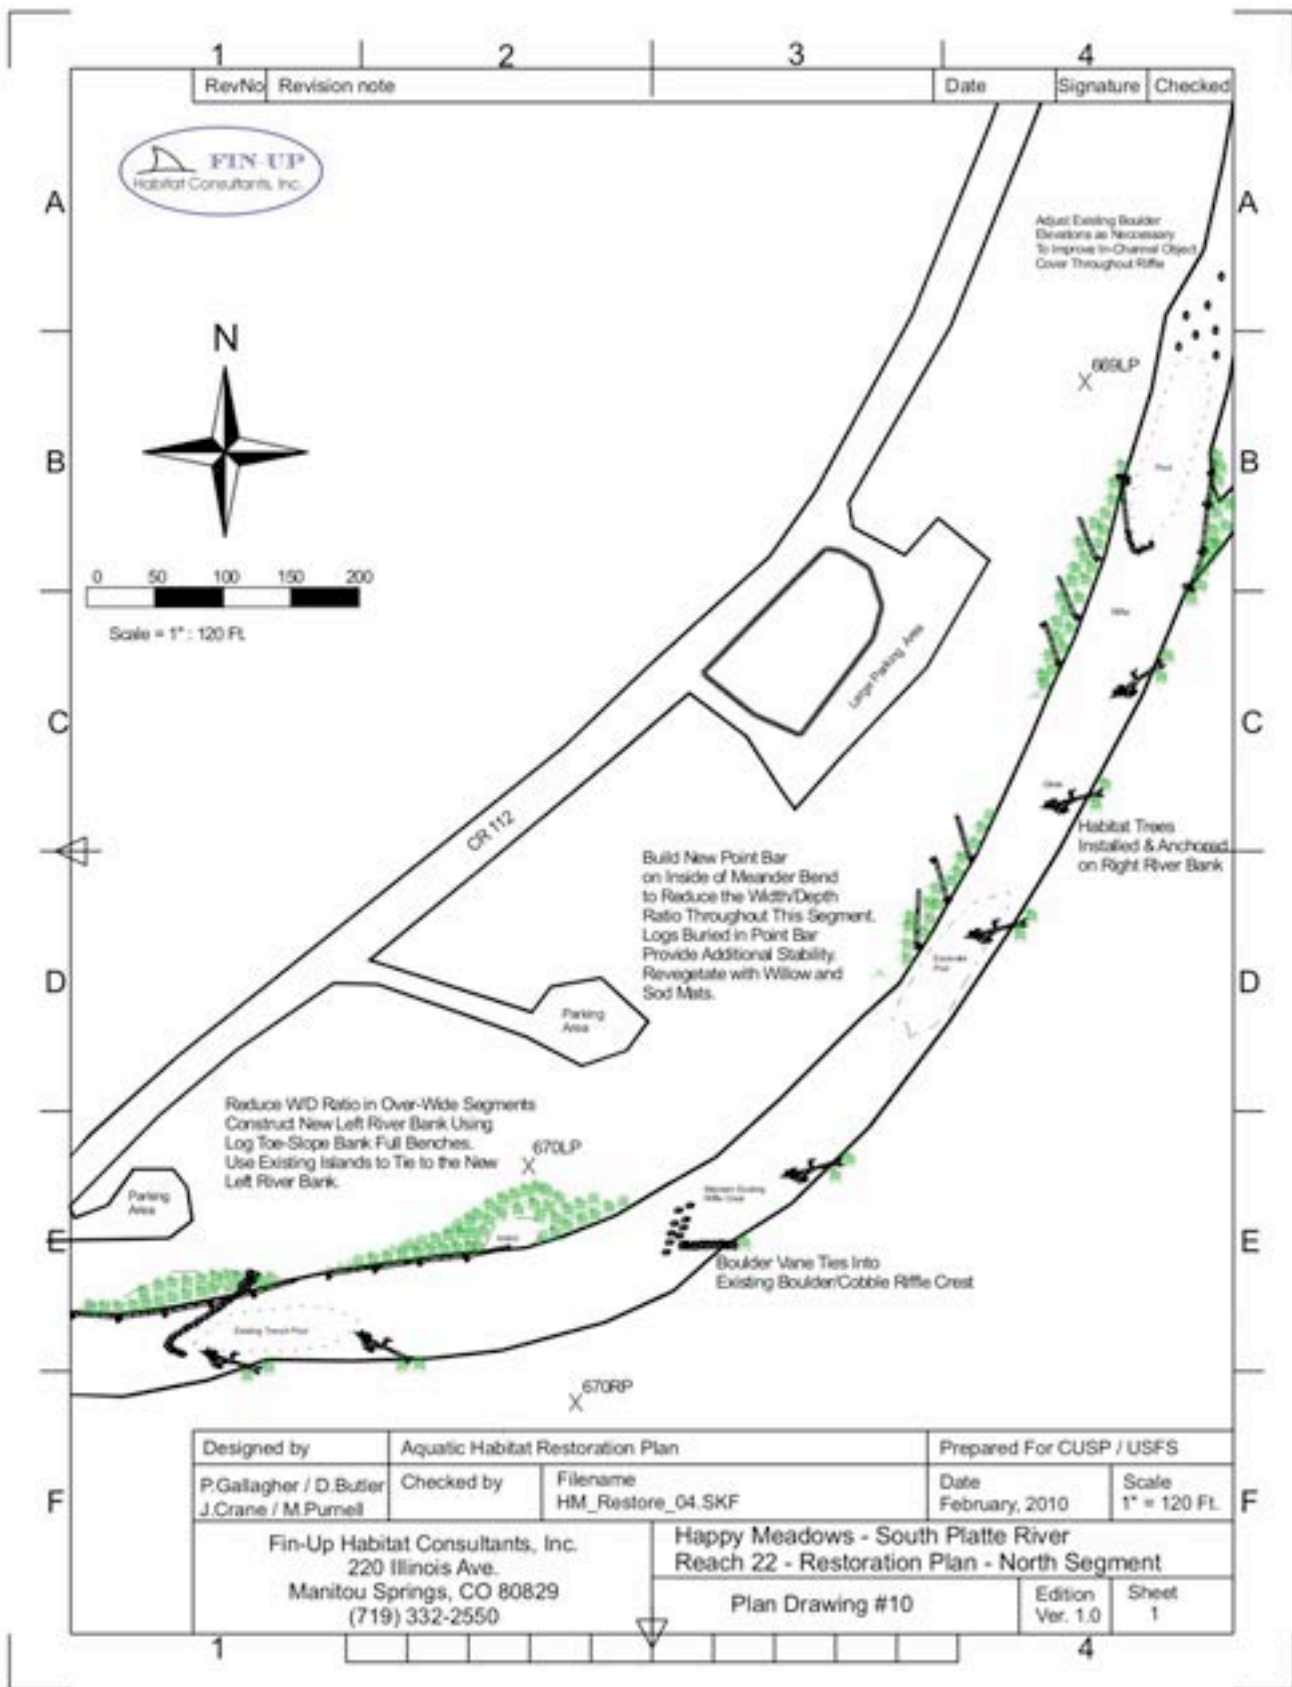 1 2 3 4
RevNo Revision note Date Signature Checked
FIN-UP
Habitat Consultants, Inc.
A A
Adjust Existing Boulder
Elevations as Neccessary
To Improve In-Channel Object
Cover Throughout Riffle
N
669LP
B B
Pool
0 50 100 150 200
Scale = 1" : 120 Ft.
Large Parking Area
C C
CR 112
Habitat Trees
Installed & Anchored
on Right River Bank
Build New Point Bar
on Inside of Meander Bend
to Reduce the Width/Depth
Ratio Throughout This Segment.
Logs Buried in Point Bar
Provide Additional Stability.
Revegetate with Willow and
Sod Mats.
Pool
D D
Parking
Area
Reduce W/D Ratio in Over-Wide Segments
Construct New Left River Bank Using
Log Toe-Slope Bank Full Benches.
Use Existing Islands to Tie to the New
Left River Bank.
670LP
Parking
Area
Existing
Riffle Crest
E E
Boulder Vane Ties Into
Existing Boulder/Cobble Riffle Crest
Existing Trench Pool
670RP
Designed by Aquatic Habitat Restoration Plan Prepared For CUSP / USFS
P.Gallagher / D.Butler
J.Crane / M.Purnell
Checked by
Filename
HM_Restore_04.SKF
Date
February, 2010
Scale
1" = 120 Ft.
F F
Fin-Up Habitat Consultants, Inc.
220 Illinois Ave.
Manitou Springs, CO 80829
(719) 332-2550
Happy Meadows - South Platte River
Reach 22 - Restoration Plan - North Segment
Plan Drawing #10
Edition
Ver. 1.0
Sheet
1
1 4